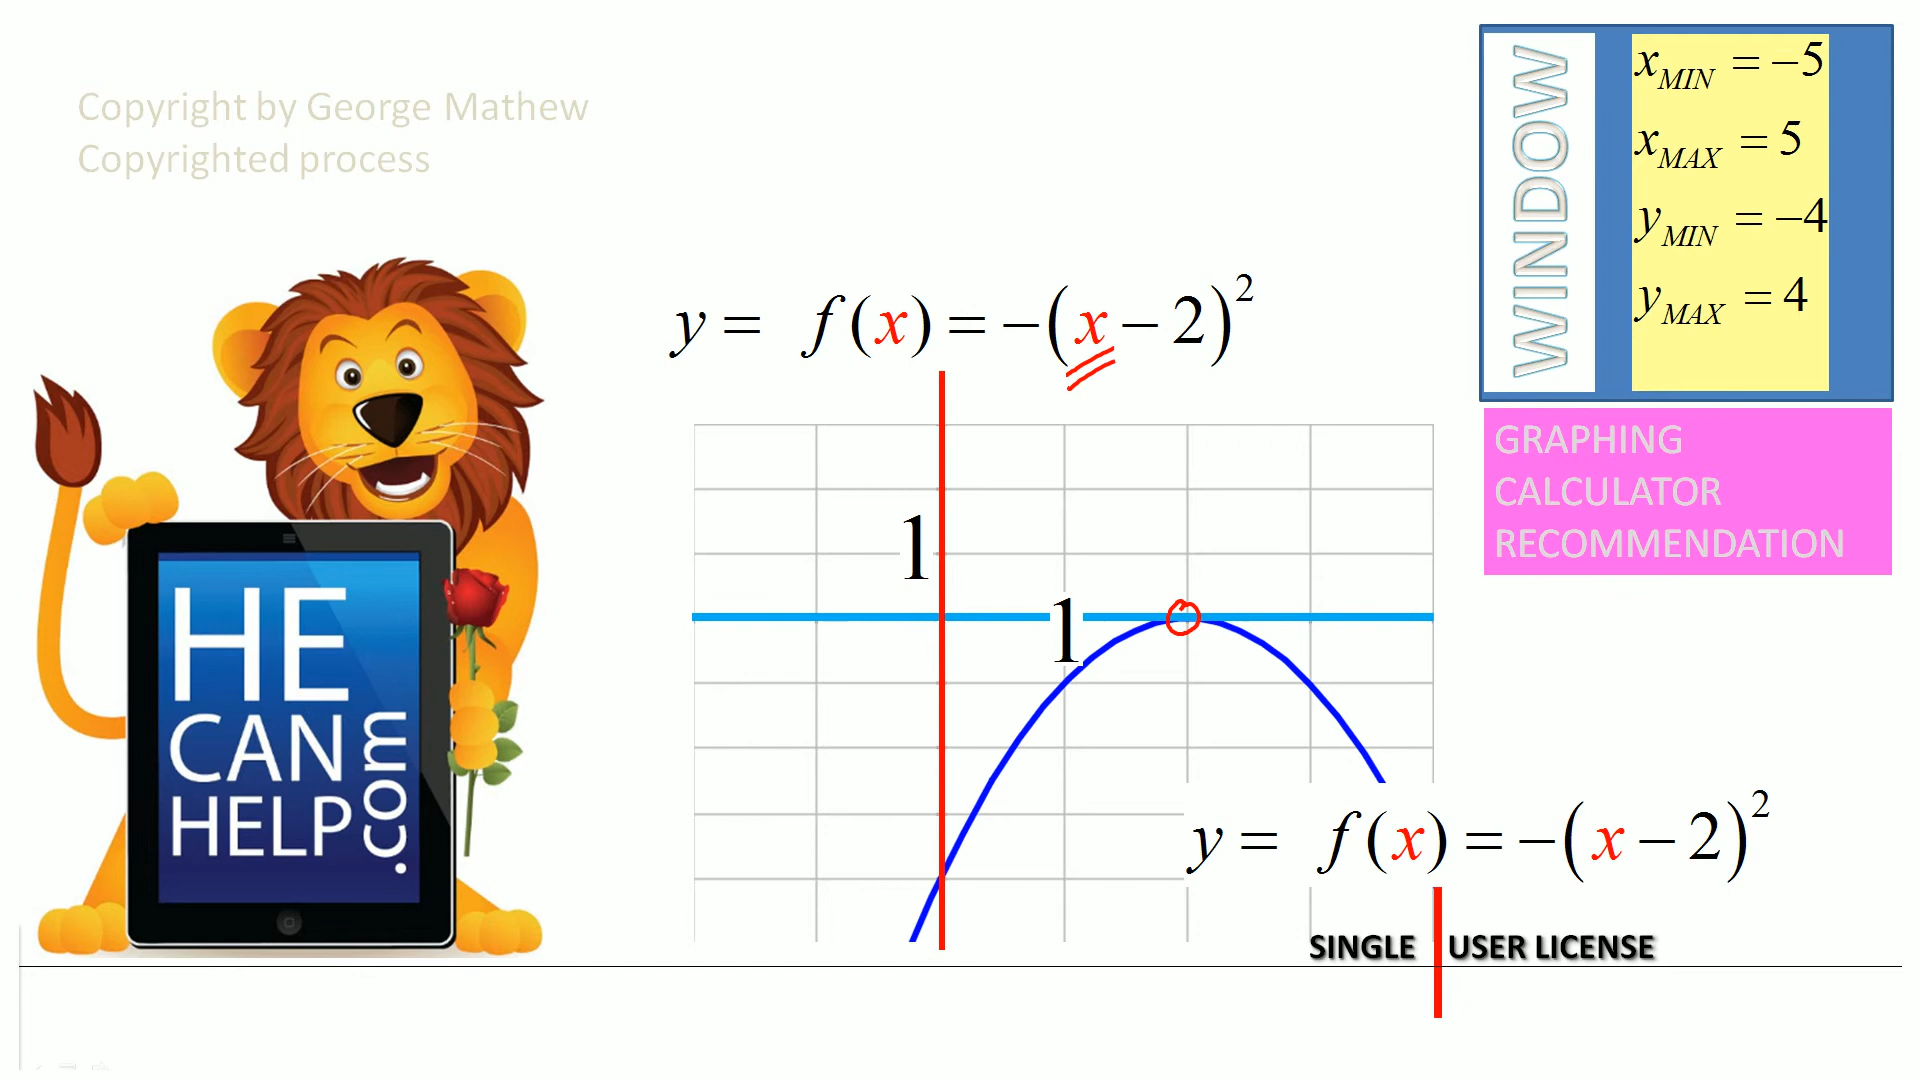 Copyright by George Mathew
Copyrighted process
WINDOW
x_MIN = −5
x_MAX = 5
y_MIN = −4
y_MAX = 4
GRAPHING
CALCULATOR
RECOMMENDATION
y = f(x) = −(x − 2)²
1
1
HE
CAN
HELP
.com
y = f(x) = −(x − 2)²
SINGLE USER LICENSE